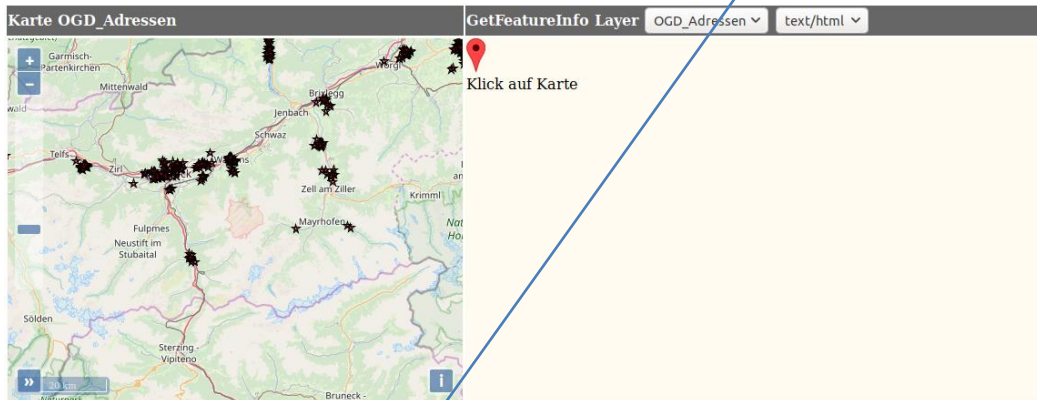 Karte OGD_Adressen
GetFeatureInfo Layer OGD_Adressen text/html
Klick auf Karte
+
−
Garmisch-
Partenkirchen
Mittenwald
wald
Wörgl
Brixlegg
Jenbach
Schwaz
Telfs
Zirl
Zell am Ziller
Krimml
Mayrhofen
Fulpmes
Neustift im
Stubaital
Sölden
Sterzing -
Vipiteno
Bruneck -
»
20 km
i